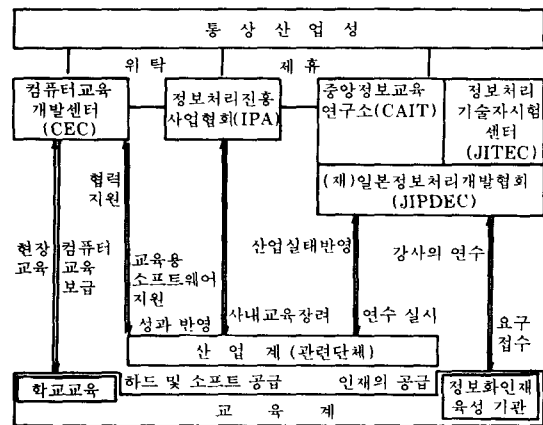 통상산업성
위탁
제휴
컴퓨터교육
개발센터
(CEC)
정보처리진흥
사업협회(IPA)
중앙정보교육
연구소(CAIT)
정보처리
기술자시험
센터
(JITEC)
(재)일본정보처리개발협회
(JIPDEC)
협력
지원
현장
교육
컴퓨터
교육
보급
교육용
소프트웨어
지원
성과 반영
산업실태반영
사내교육장려
강사의 연수
연수 실시
요구
접수
산 업 계 (관련단체)
학교교육
하드 및 소프트 공급
인재의 공급
정보화인재
육성 기관
교 육 계